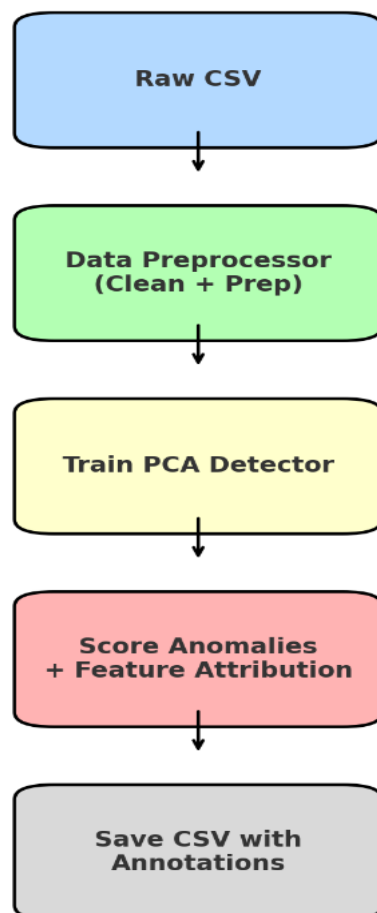 Raw CSV
Data Preprocessor
(Clean + Prep)
Train PCA Detector
Score Anomalies
+ Feature Attribution
Save CSV with
Annotations